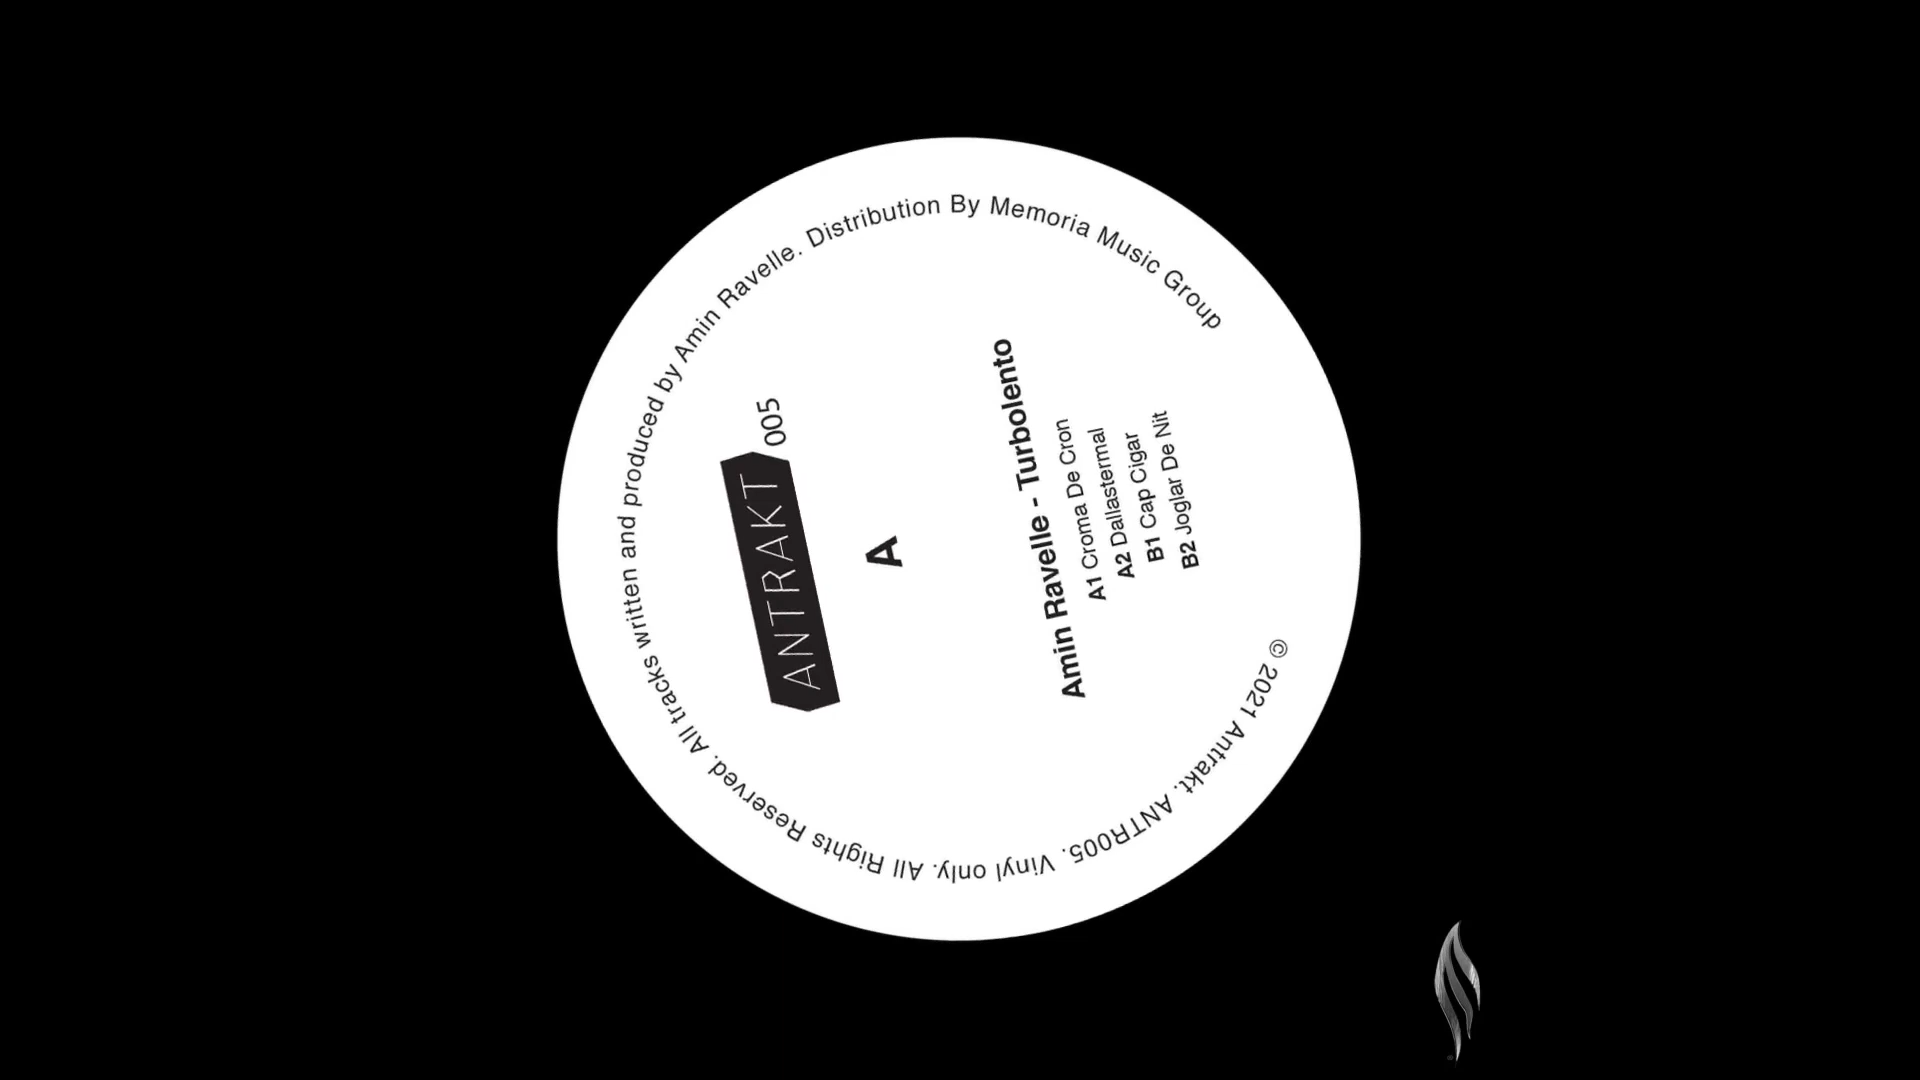 ANTRAKT 005
A
Amin Ravelle - Turbolento
A1 Croma De Cron
A2 Dallastermal
B1 Cap Cigar
B2 Joglar De Nit
© 2021 Antrakt. ANTR005. Vinyl only. All Rights Reserved. All tracks written and produced by Amin Ravelle. Distribution By Memoria Music Group